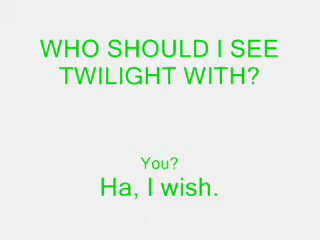 WHO SHOULD I SEE
TWILIGHT WITH?
You?
Ha, I wish.